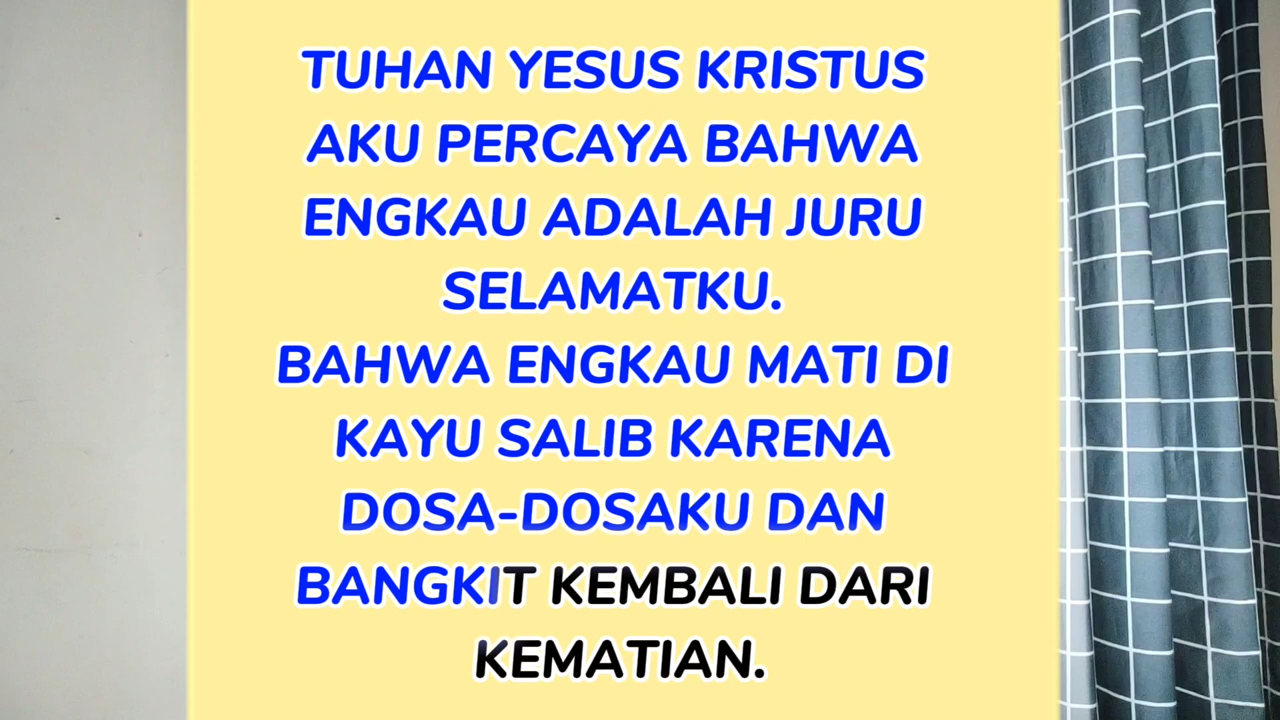 TUHAN YESUS KRISTUS
AKU PERCAYA BAHWA
ENGKAU ADALAH JURU
SELAMATKU.
BAHWA ENGKAU MATI DI
KAYU SALIB KARENA
DOSA-DOSAKU DAN
BANGKIT KEMBALI DARI
KEMATIAN.